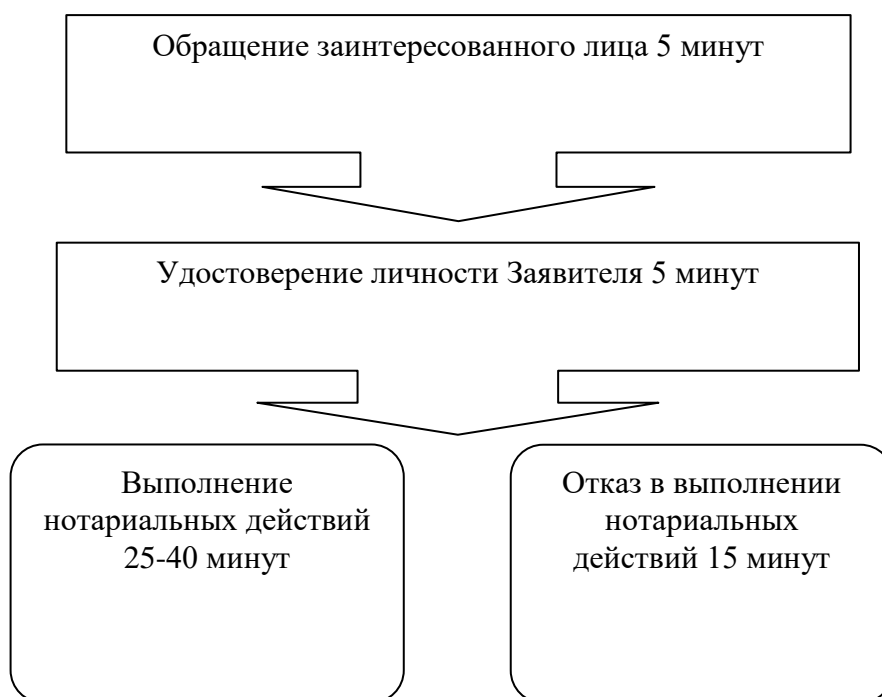 Обращение заинтересованного лица 5 минут
Удостоверение личности Заявителя 5 минут
Выполнение
нотариальных действий
25-40 минут
Отказ в выполнении
нотариальных
действий 15 минут